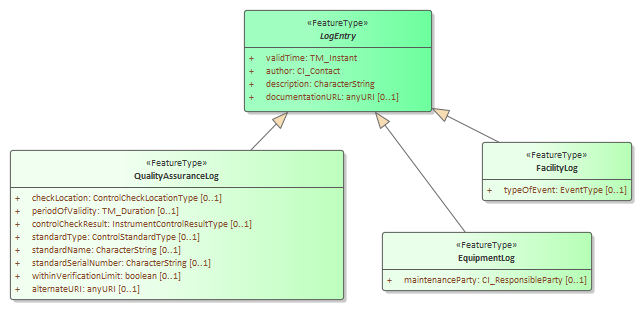 «FeatureType»
LogEntry
+ validTime: TM_Instant
+ author: CI_Contact
+ description: CharacterString
+ documentationURL: anyURI [0..1]
«FeatureType»
QualityAssuranceLog
+ checkLocation: ControlCheckLocationType [0..1]
+ periodOfValidity: TM_Duration [0..1]
+ controlCheckResult: InstrumentControlResultType [0..1]
+ standardType: ControlStandardType [0..1]
+ standardName: CharacterString [0..1]
+ standardSerialNumber: CharacterString [0..1]
+ withinVerificationLimit: boolean [0..1]
+ alternateURI: anyURI [0..1]
«FeatureType»
FacilityLog
+ typeOfEvent: EventType [0..1]
«FeatureType»
EquipmentLog
+ maintenanceParty: CI_ResponsibleParty [0..1]